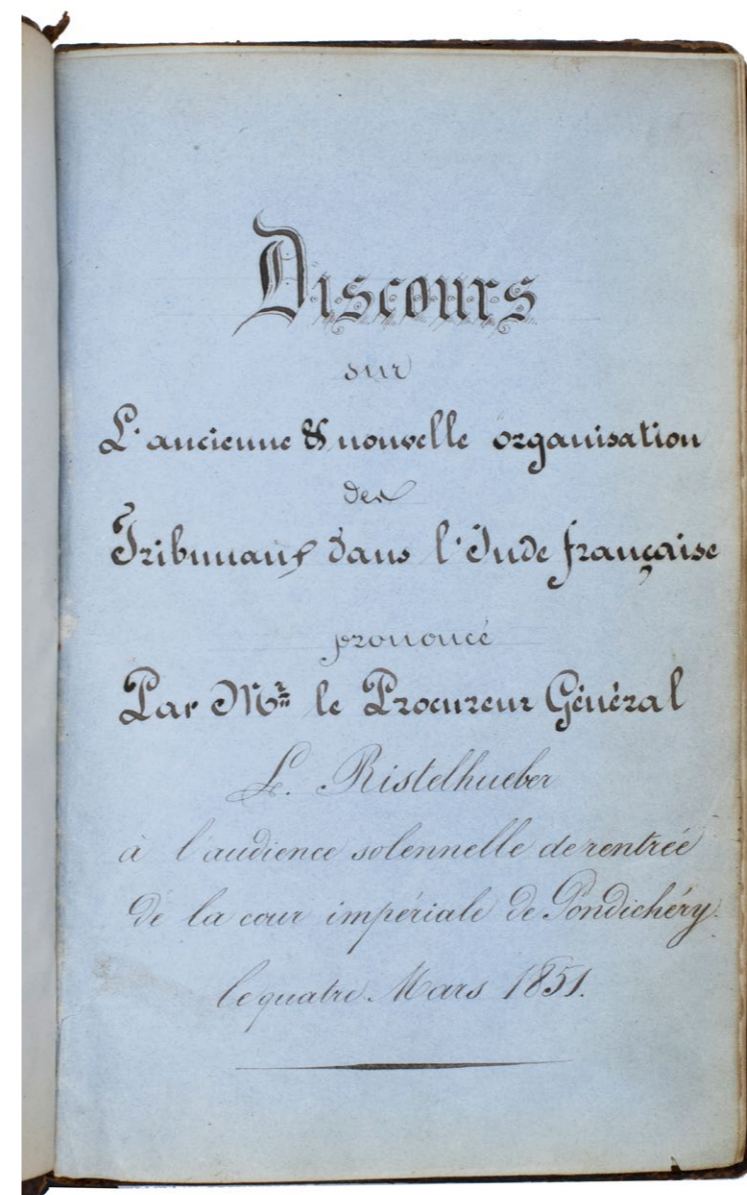 Discours
sur
L'ancienne & nouvelle organisation
des
Tribunaux dans l'Inde française
prononcé
Par Mr le Procureur Général
L. Ristelhueber
à l'audience solennelle de rentrée
de la cour impériale de Pondichéry.
le quatre Mars 1851.